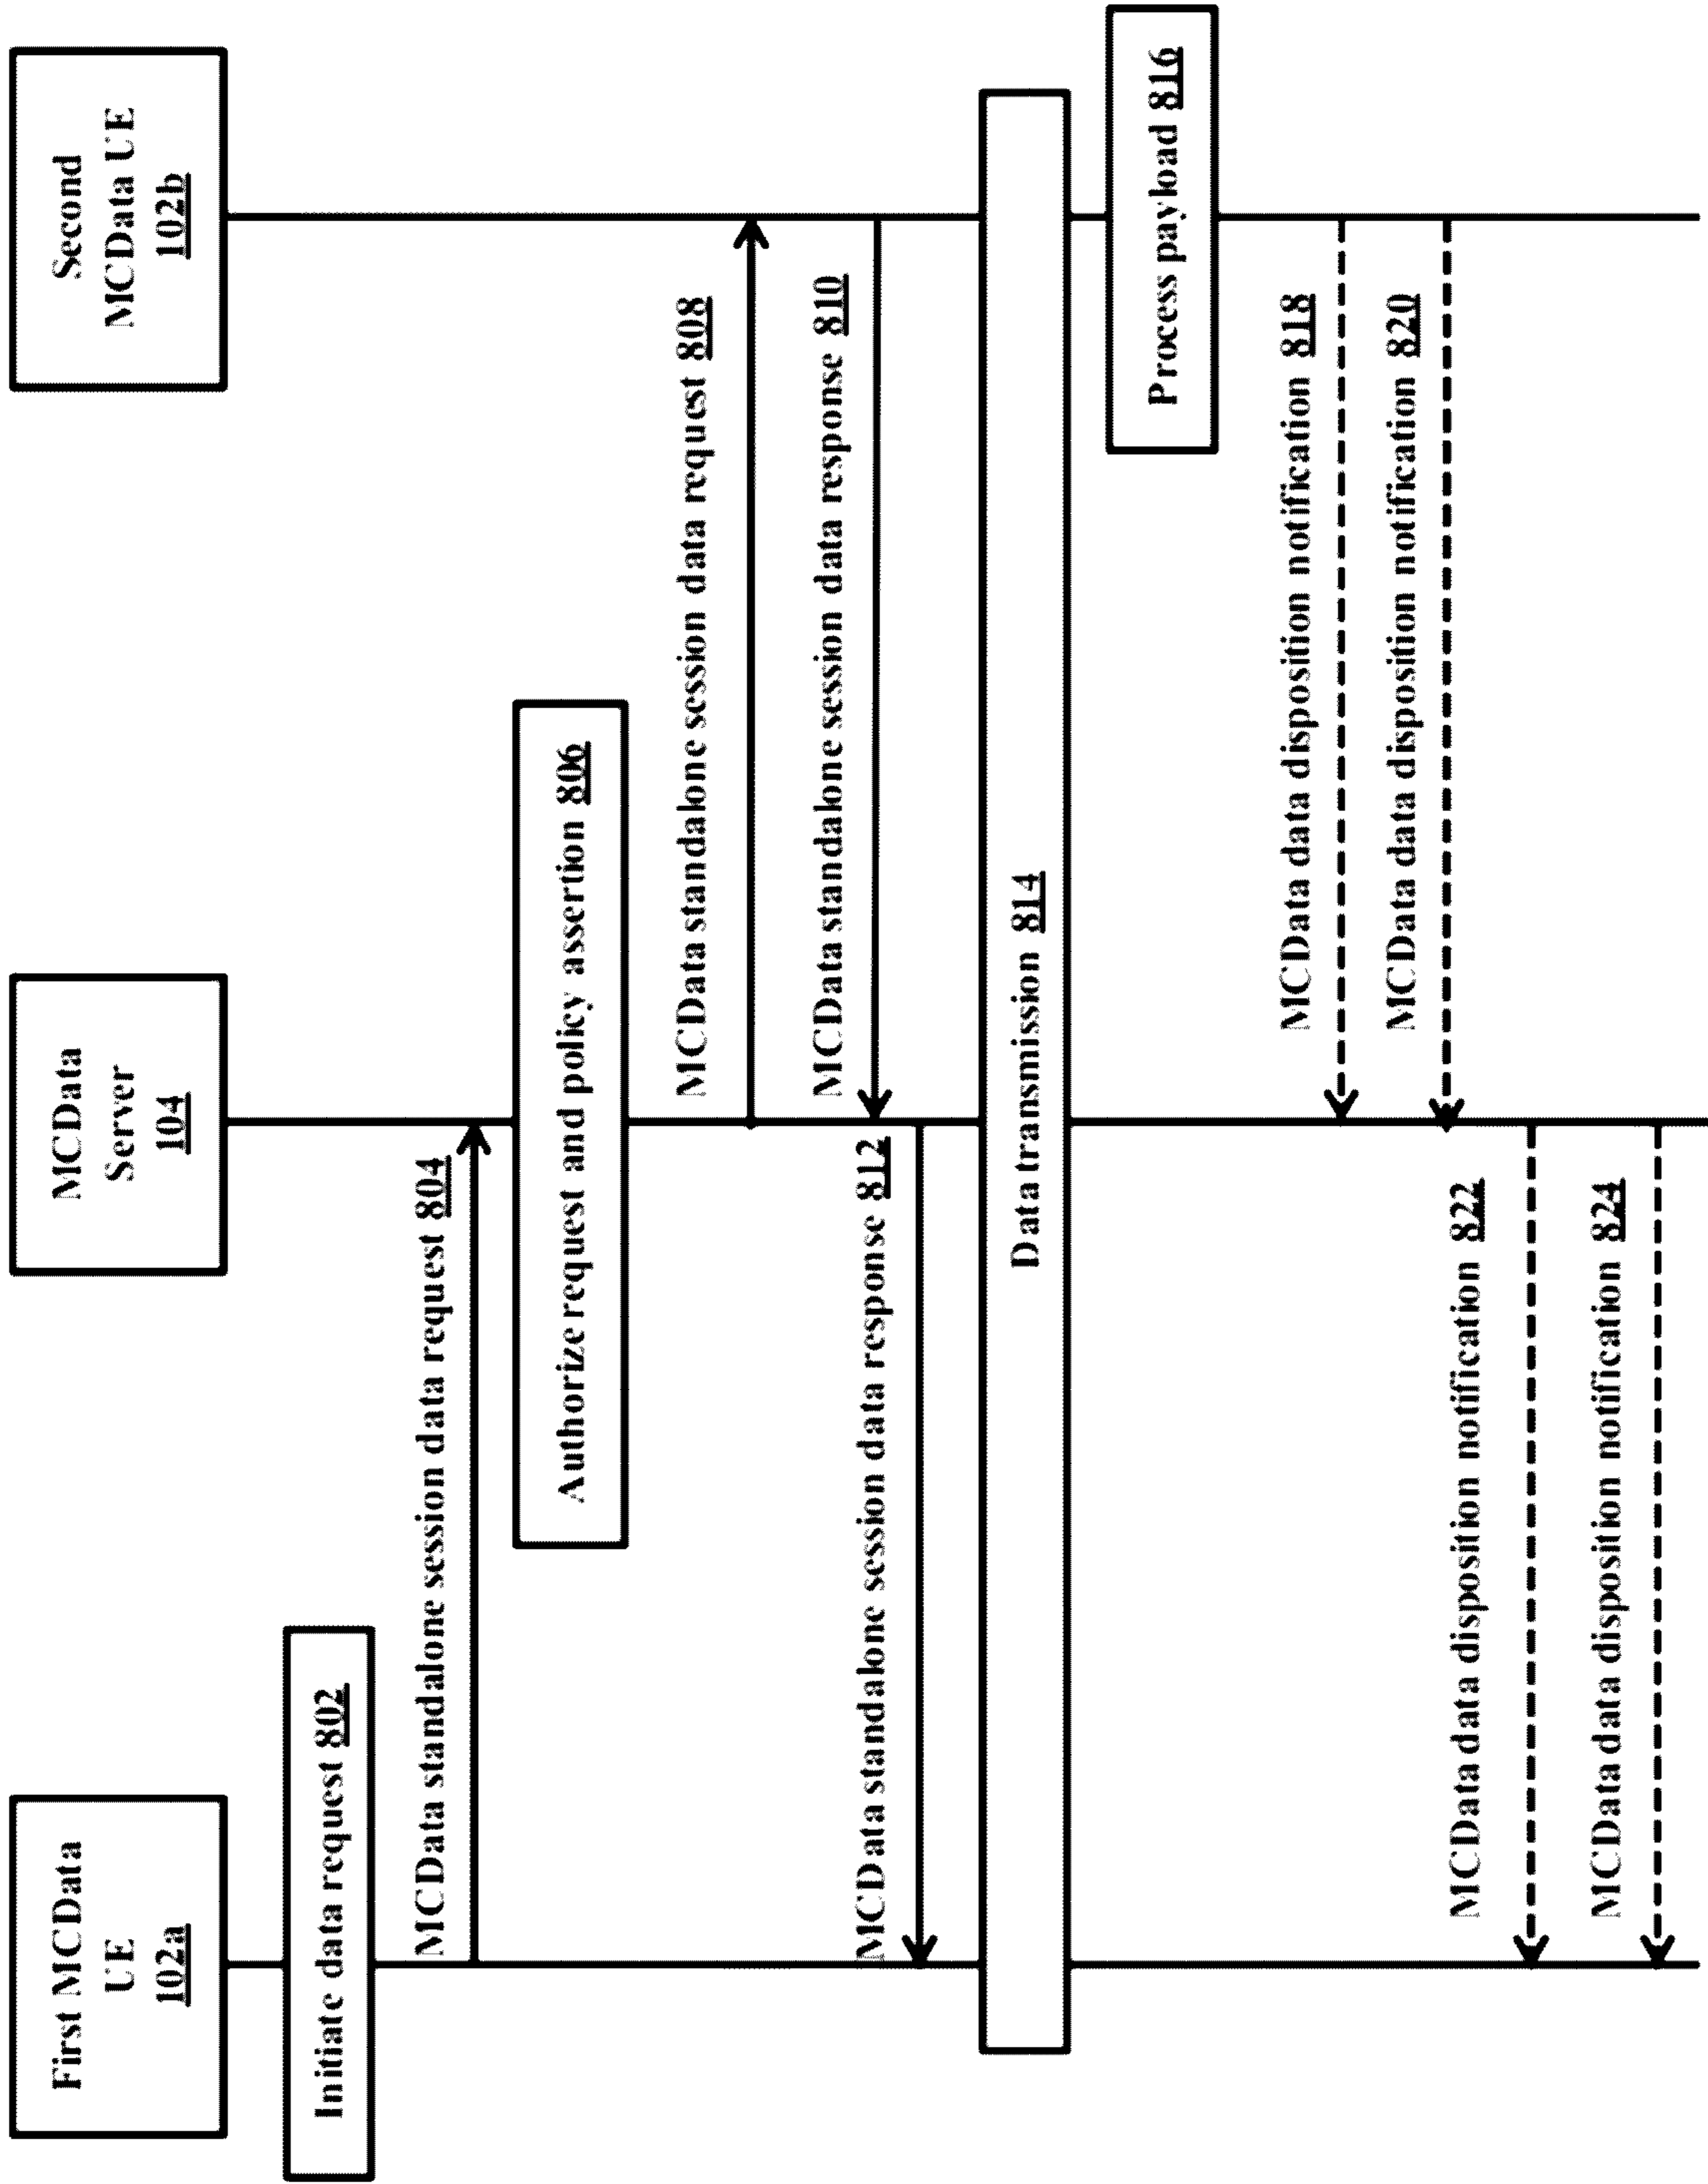 First MCData
UE
102a
MCData
Server
104
Second
MCData UE
102b
Initiate data request 802
MCData standalone session data request 804
Authorize request and policy assertion 806
MCData standalone session data request 808
MCData standalone session data response 810
MCData standalone session data response 812
Data transmission 814
Process payload 816
MCData data disposition notification 818
MCData data disposition notification 820
MCData data disposition notification 822
MCData data disposition notification 824